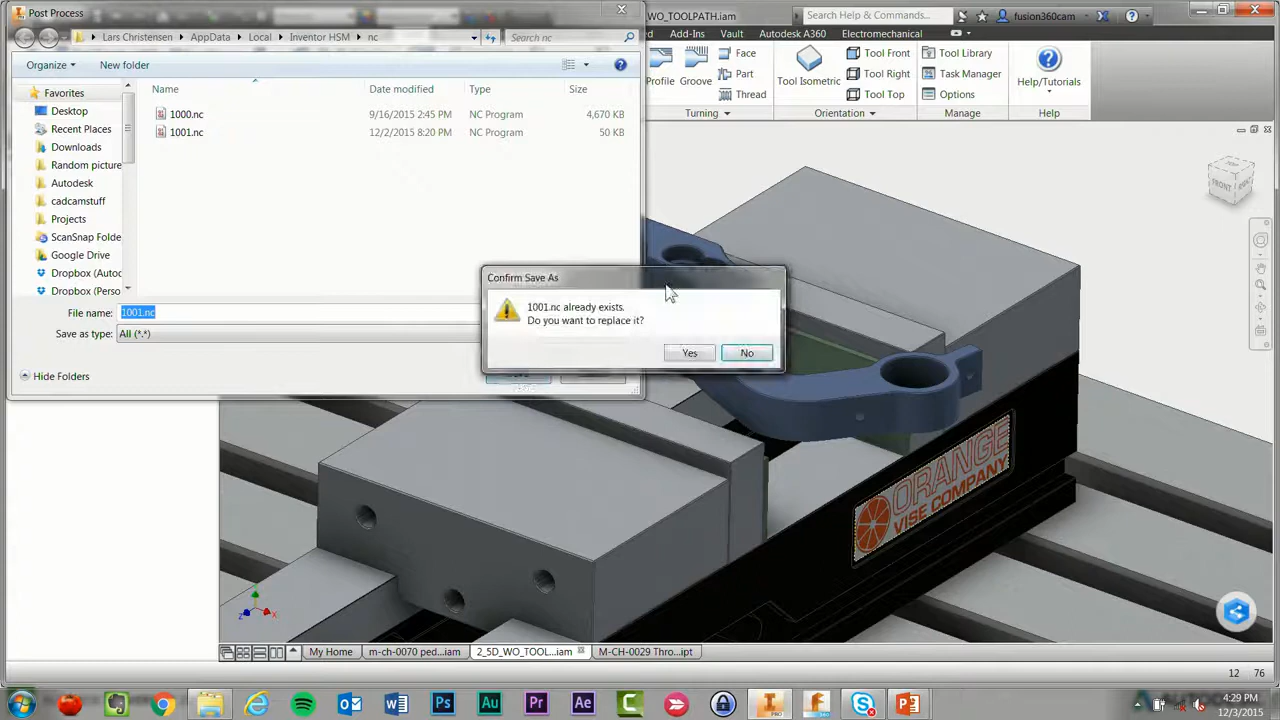 Post Process
WO_TOOLPATH.iam
Search Help & Commands...
fusion360cam
Lars Christensen
AppData
Local
Inventor HSM
nc
Search nc
ds
Add-Ins
Vault
Autodesk A360
Electromechanical
Organize
New folder
Profile
Groove
Face
Part
Thread
Tool Isometric
Tool Front
Tool Right
Tool Top
Tool Library
Task Manager
Options
Help/Tutorials
Turning
Orientation
Manage
Help
Name
Date modified
Type
Size
1000.nc
9/16/2015 2:45 PM
NC Program
4,670 KB
1001.nc
12/2/2015 8:20 PM
NC Program
50 KB
Favorites
Desktop
Recent Places
Downloads
Random picture
Autodesk
cadcamstuff
Projects
ScanSnap Folde
Google Drive
Dropbox (Autoc
Dropbox (Perso
File name:
1001.nc
Save as type:
All (*.*)
Hide Folders
Confirm Save As
1001.nc already exists.
Do you want to replace it?
Yes
No
FRONT
ORANGE
VISE COMPANY
Z
X
My Home
m-ch-0070 ped....iam
2_5D_WO_TOOL...iam
M-CH-0029 Thro...ipt
12
76
Ps
Au
Pr
Ae
PRO
4:29 PM
12/3/2015